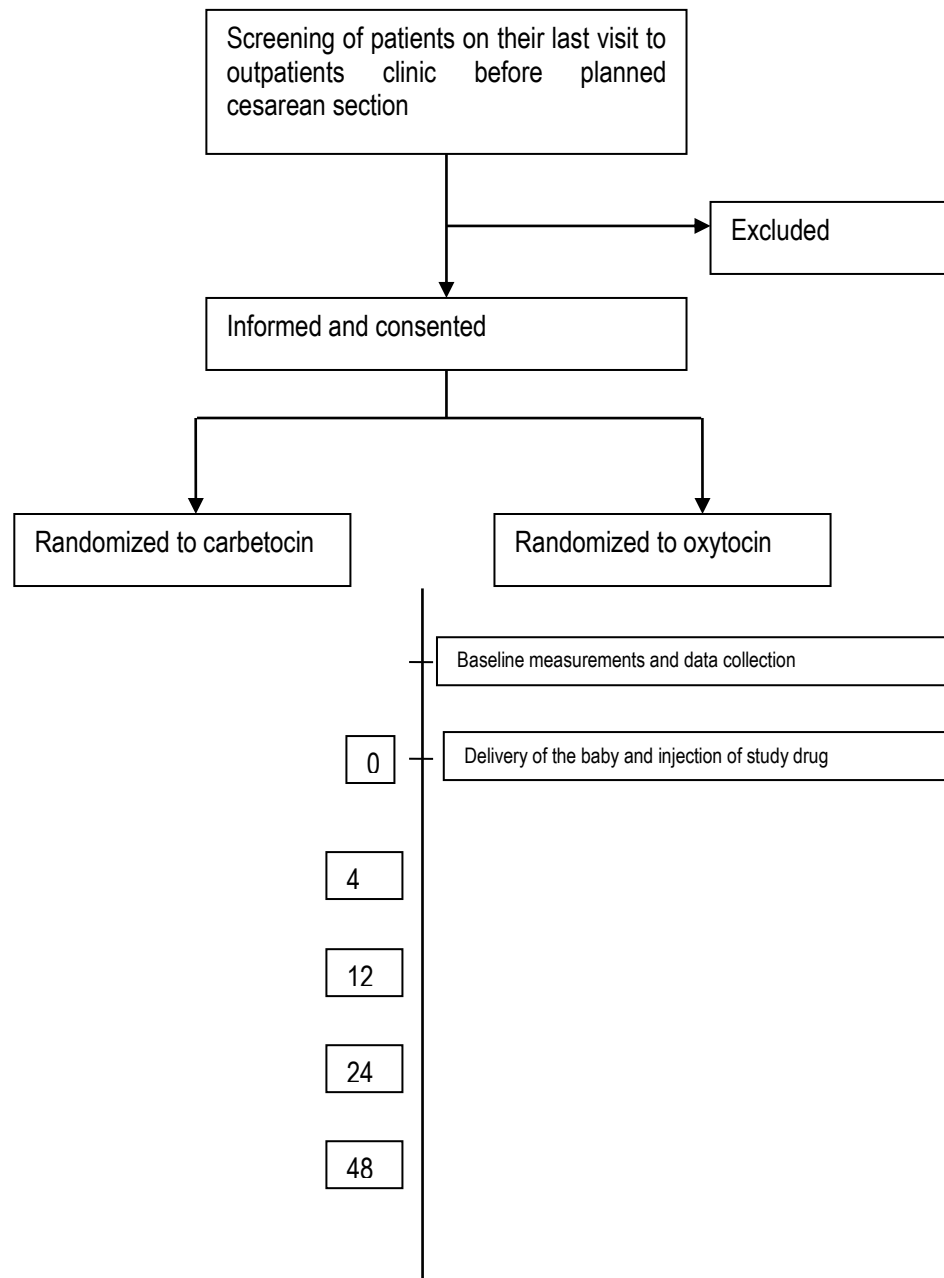 Screening of patients on their last visit to
outpatients clinic before planned
cesarean section
Excluded
Informed and consented
Randomized to carbetocin
Randomized to oxytocin
Baseline measurements and data collection
0
Delivery of the baby and injection of study drug
4
12
24
48